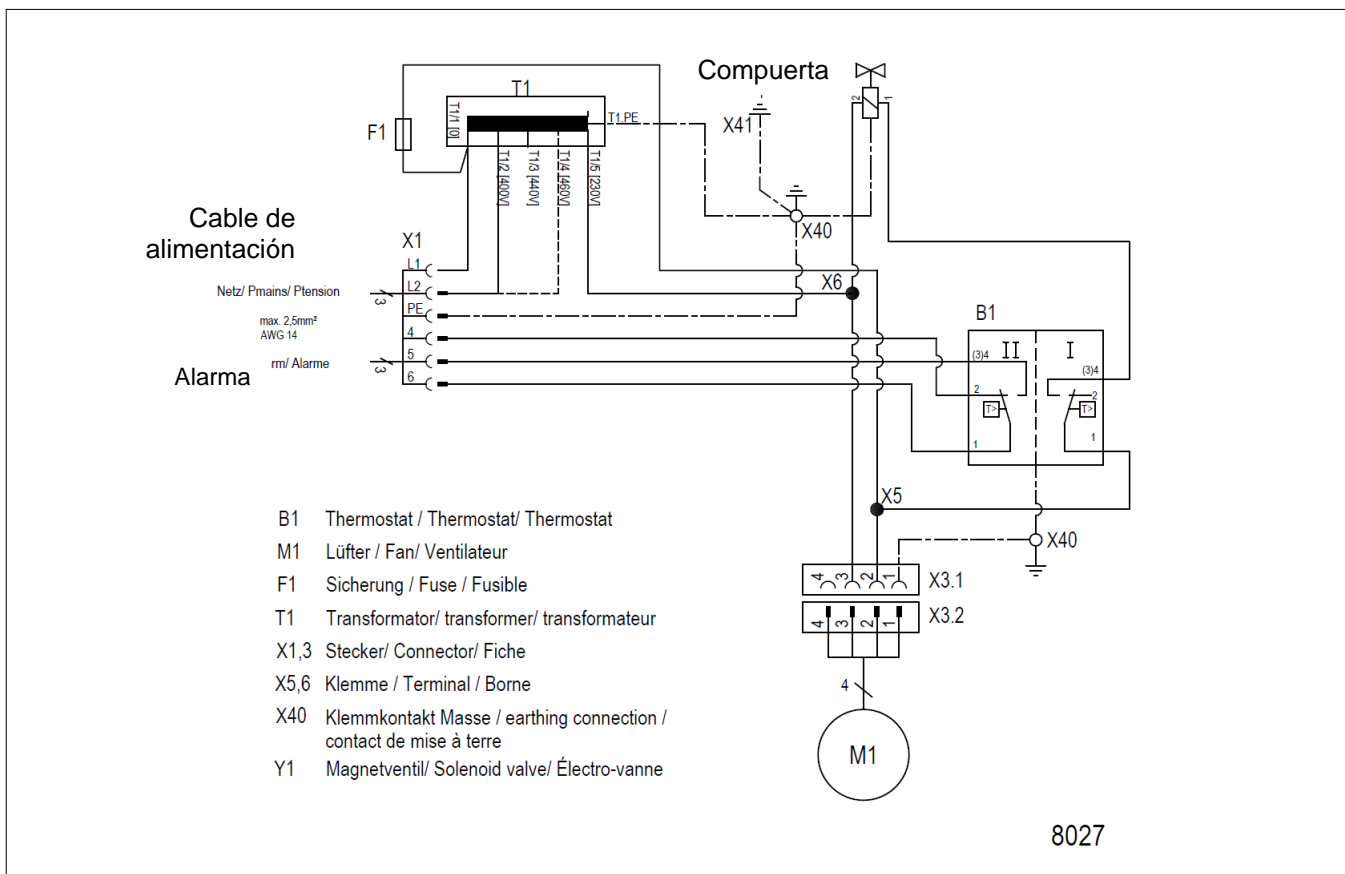 Compuerta
T1
T1/1 [0]
T1.PE
F1
X41
2
1
T1/2 [400V]
T1/3 [440V]
T1/4 [460V]
T1/5 [230V]
Cable de
alimentación
X1
X40
L1
X6
Netz/ Pmains/ Ptension
3
L2
PE
max. 2,5mm²
AWG 14
B1
4
II
I
rm/ Alarme
3
5
(3)4
(3)4
Alarma
6
2
2
T>
T>
1
1
X5
B1 Thermostat / Thermostat/ Thermostat
M1 Lüfter / Fan/ Ventilateur
X40
F1 Sicherung / Fuse / Fusible
4 3 2 1 X3.1
T1 Transformator/ transformer/ transformateur
4 3 2 1 X3.2
X1,3 Stecker/ Connector/ Fiche
X5,6 Klemme / Terminal / Borne
4
X40 Klemmkontakt Masse / earthing connection /
contact de mise à terre
Y1 Magnetventil/ Solenoid valve/ Électro-vanne
M1
8027